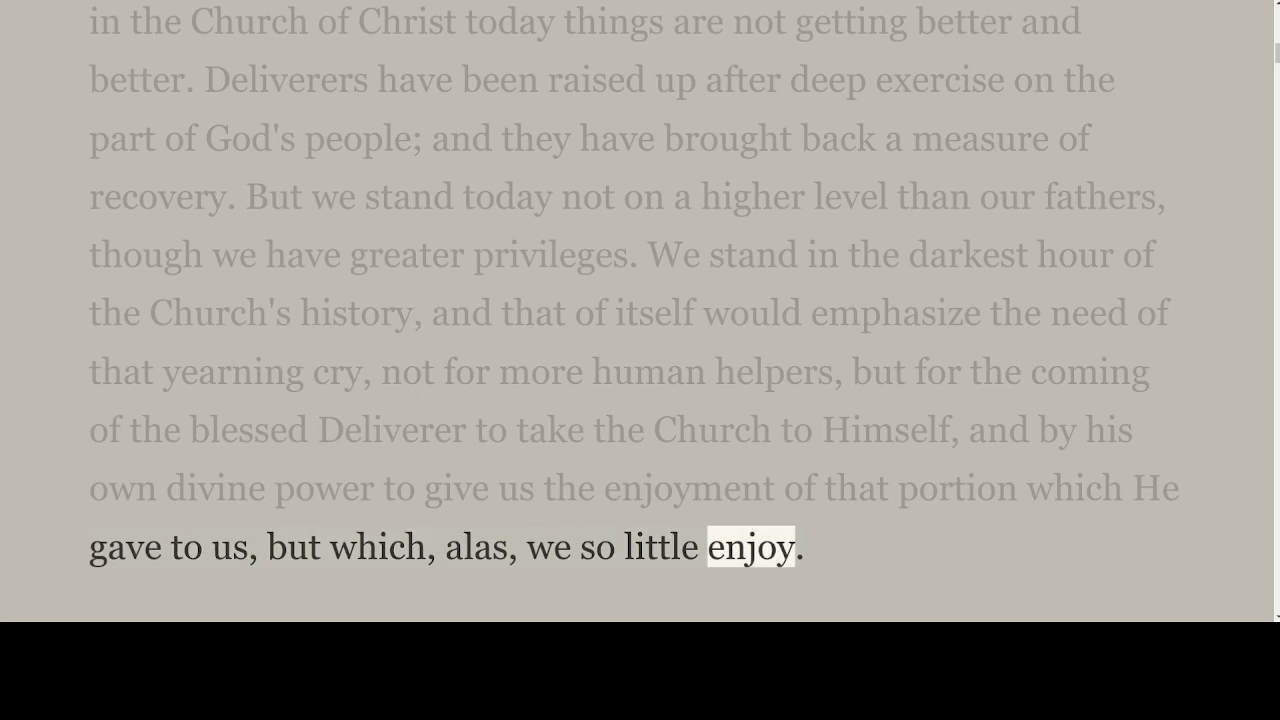 in the Church of Christ today things are not getting better and
better. Deliverers have been raised up after deep exercise on the
part of God's people; and they have brought back a measure of
recovery. But we stand today not on a higher level than our fathers,
though we have greater privileges. We stand in the darkest hour of
the Church's history, and that of itself would emphasize the need of
that yearning cry, not for more human helpers, but for the coming
of the blessed Deliverer to take the Church to Himself, and by his
own divine power to give us the enjoyment of that portion which He
gave to us, but which, alas, we so little enjoy.